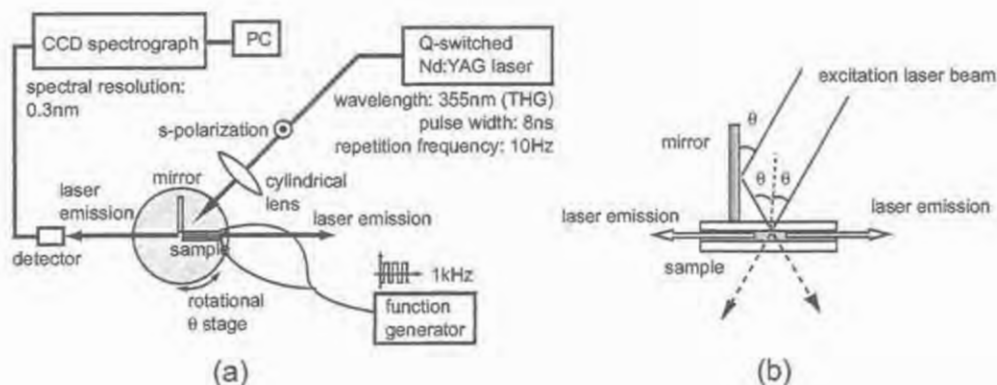 CCD spectrograph
PC
spectral resolution:
0.3nm
Q-switched
Nd:YAG laser
wavelength: 355nm (THG)
pulse width: 8ns
repetition frequency: 10Hz
s-polarization
cylindrical
lens
mirror
laser
emission
laser emission
detector
sample
1kHz
rotational
θ stage
function
generator
(a)
excitation laser beam
θ
mirror
θ θ
laser emission
laser emission
sample
(b)